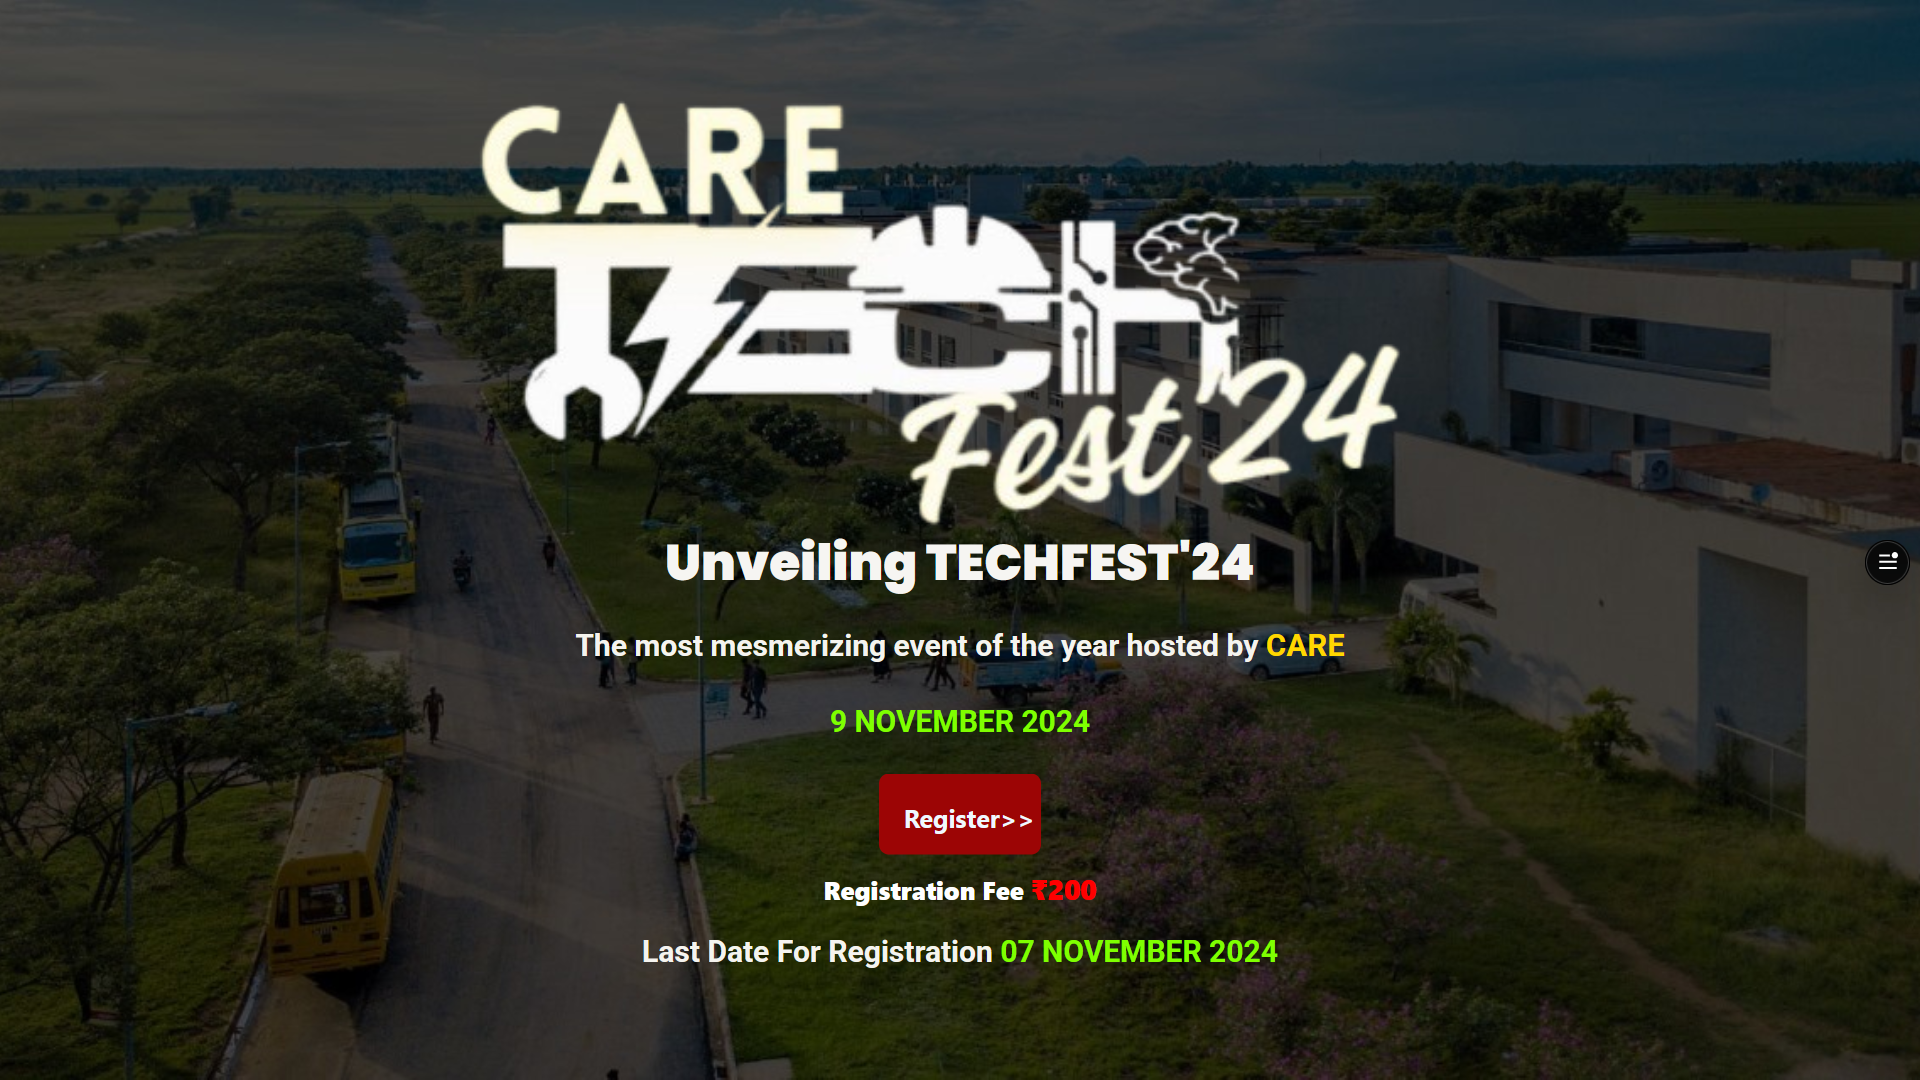 CARE
TECH
Fest'24
Unveiling TECHFEST'24
The most mesmerizing event of the year hosted by CARE
9 NOVEMBER 2024
Register>>
Registration Fee ₹200
Last Date For Registration 07 NOVEMBER 2024